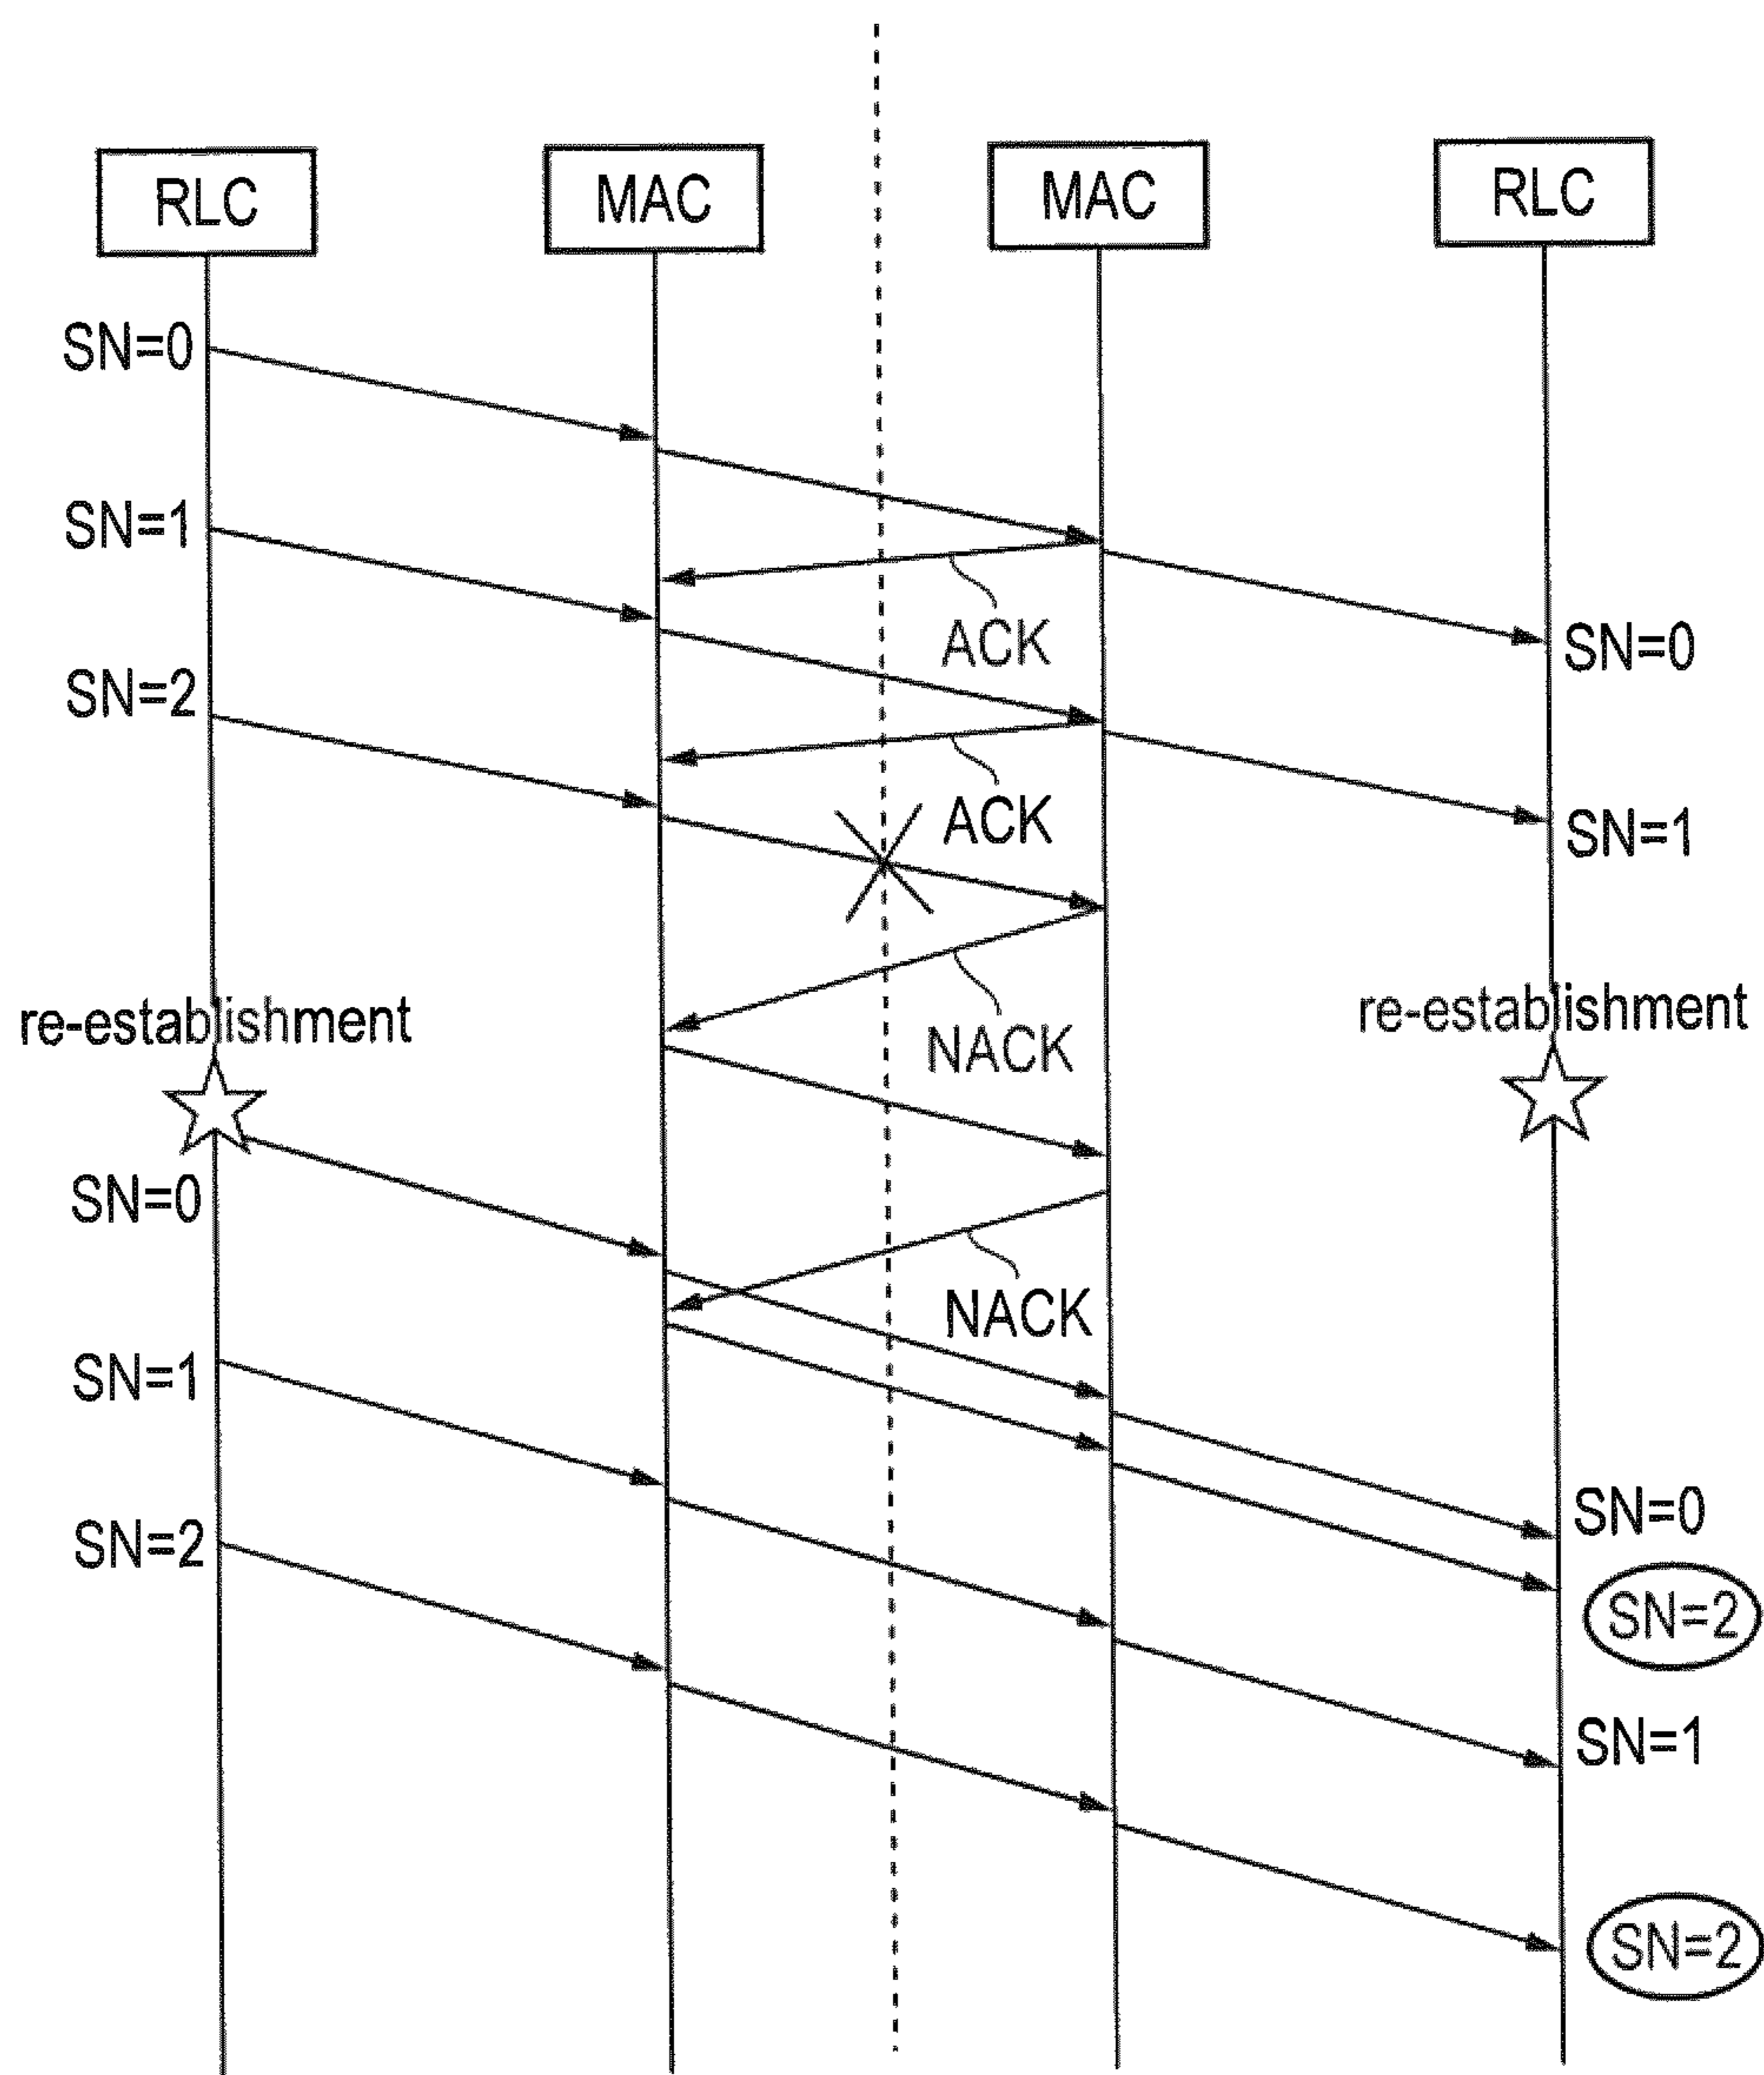 RLC
MAC
MAC
RLC
SN=0
SN=1
ACK
SN=0
SN=2
ACK
SN=1
re-establishment
re-establishment
NACK
SN=0
NACK
SN=1
SN=0
SN=2
SN=2
SN=1
SN=2